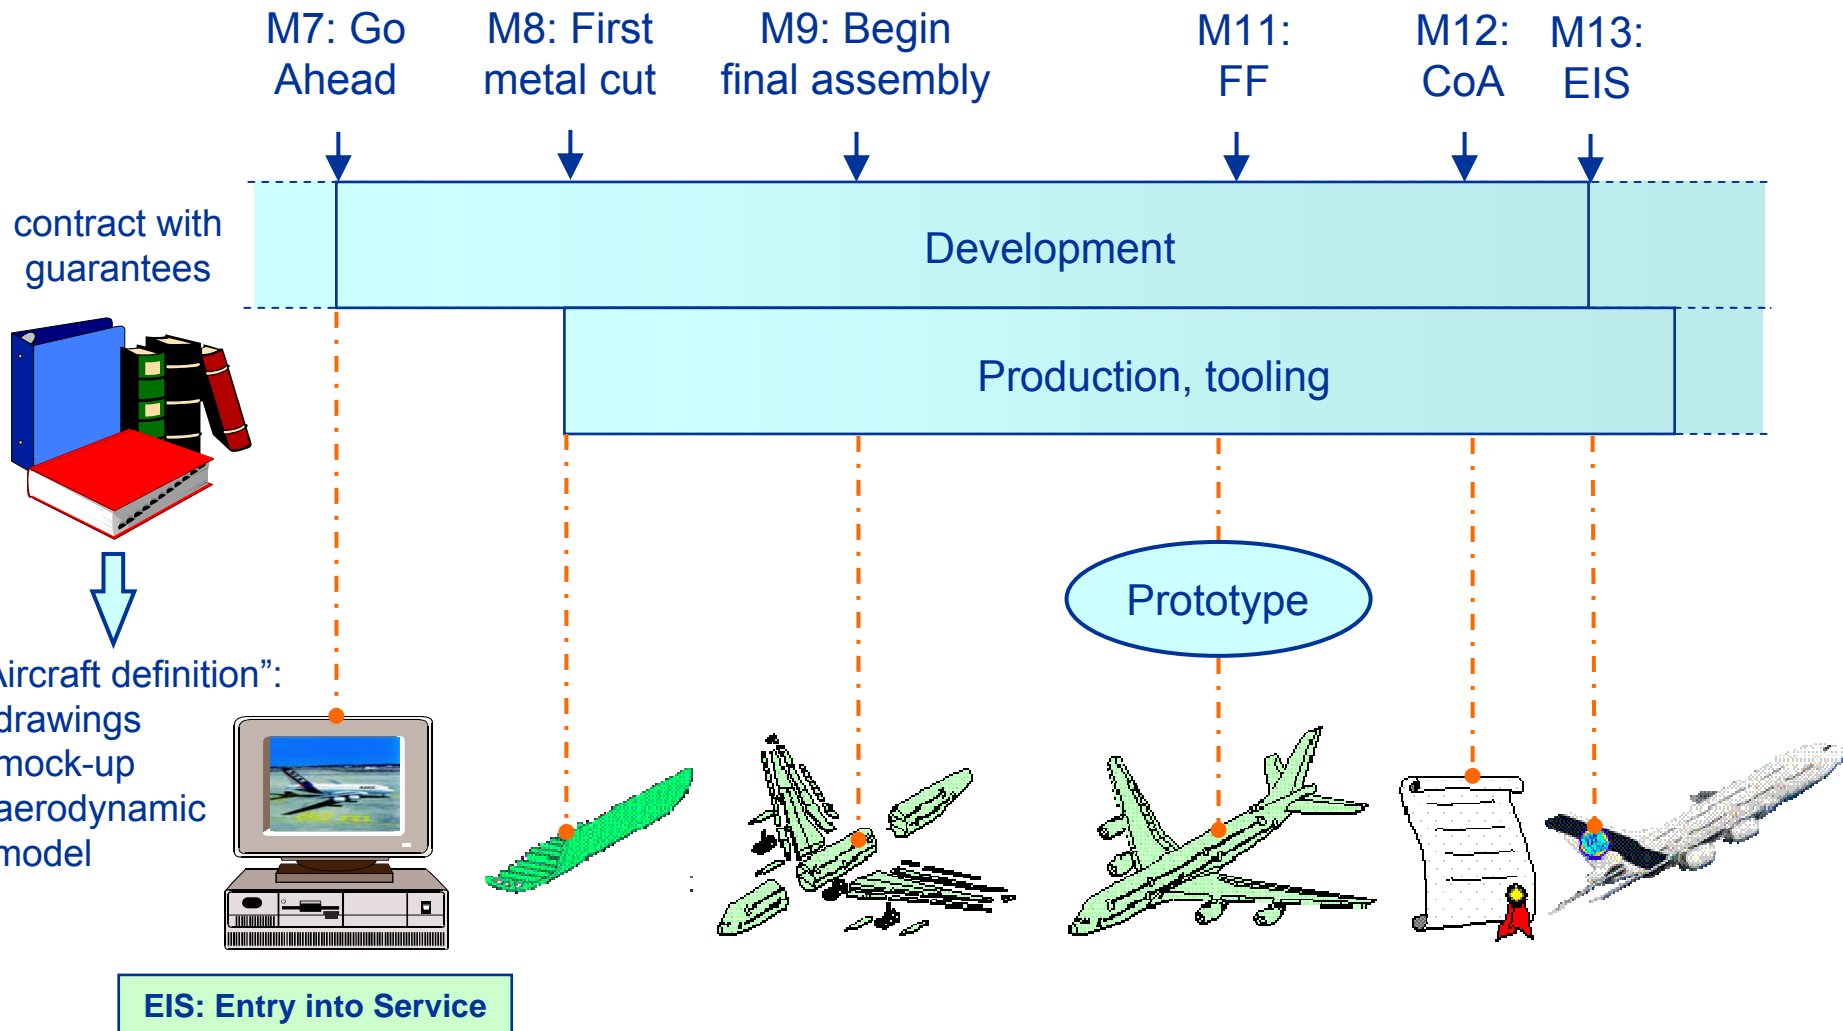 M7: Go
Ahead
M8: First
metal cut
M9: Begin
final assembly
M11:
FF
M12:
CoA
M13:
EIS
contract with
guarantees
Development
Production, tooling
Prototype
Aircraft definition”:
drawings
mock-up
aerodynamic
model
:
EIS: Entry into Service